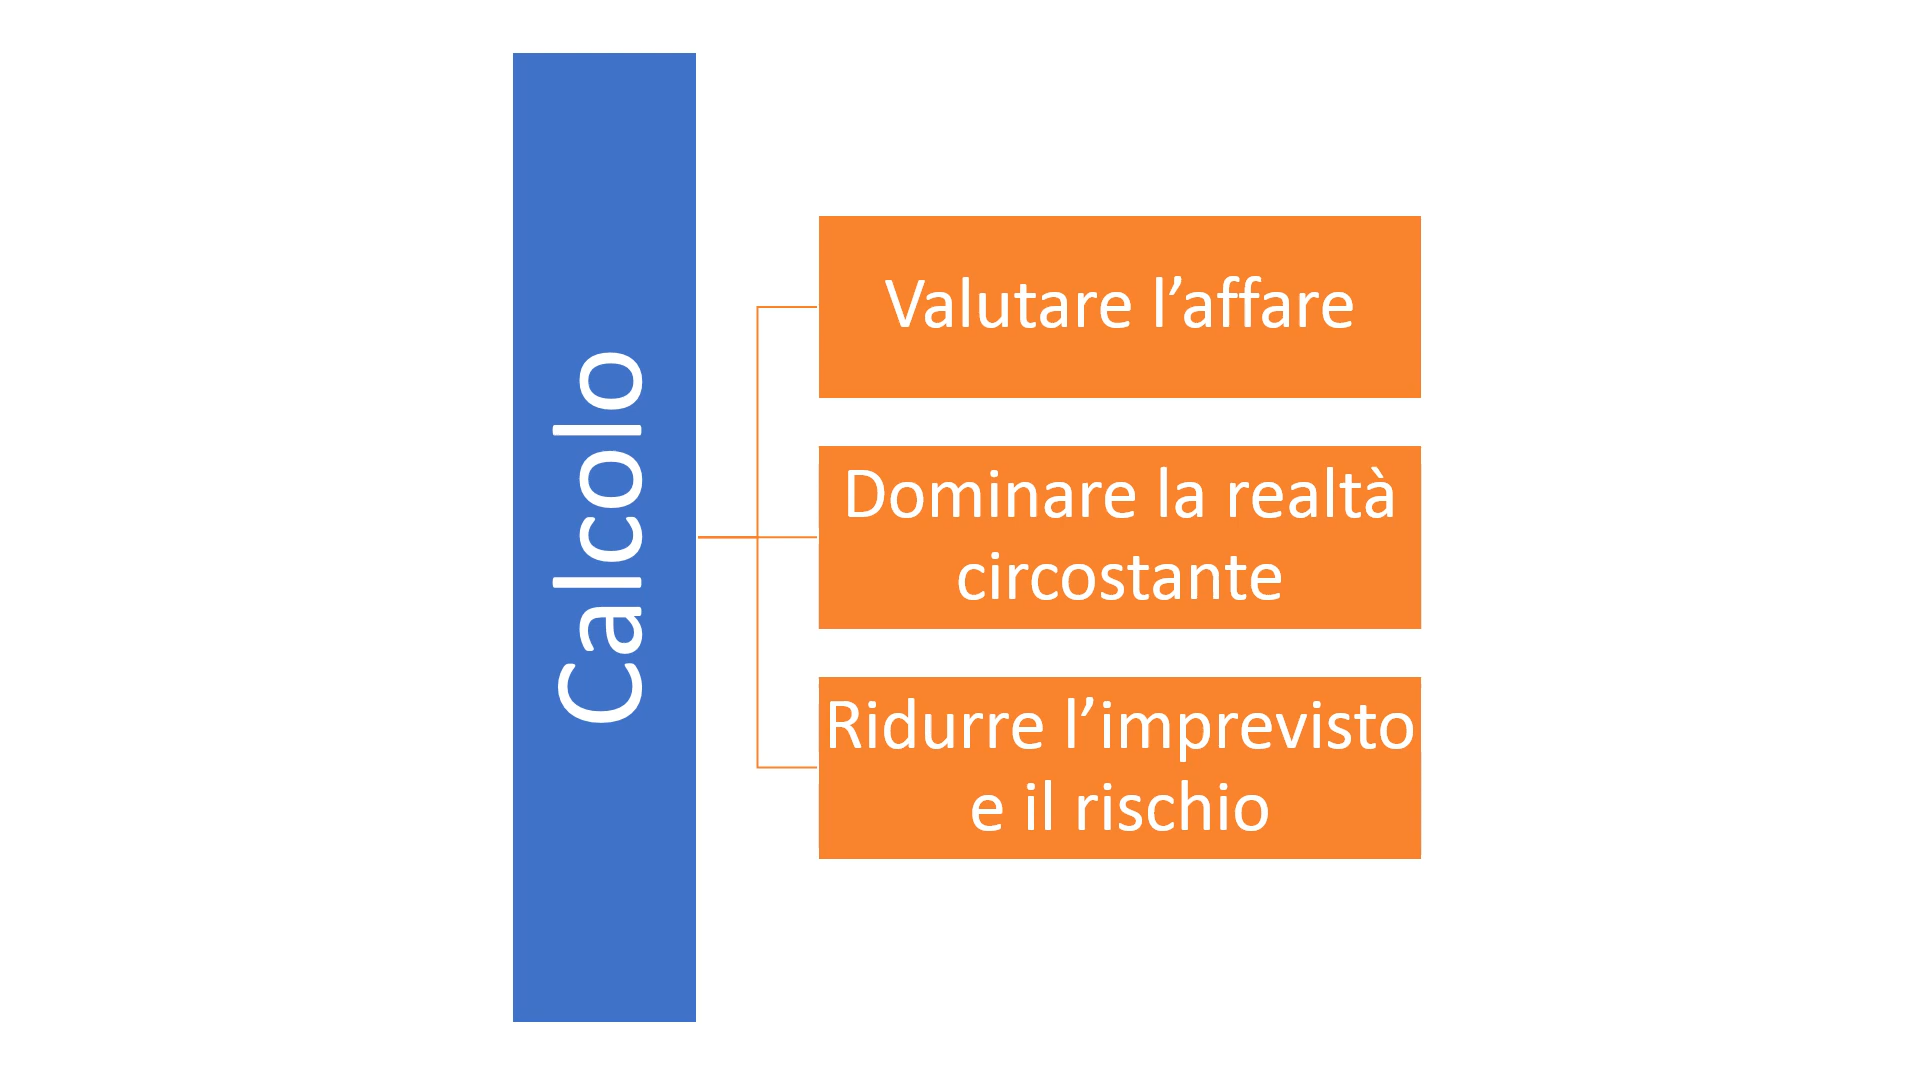 Calcolo
Valutare l’affare
Dominare la realtà
circostante
Ridurre l’imprevisto
e il rischio